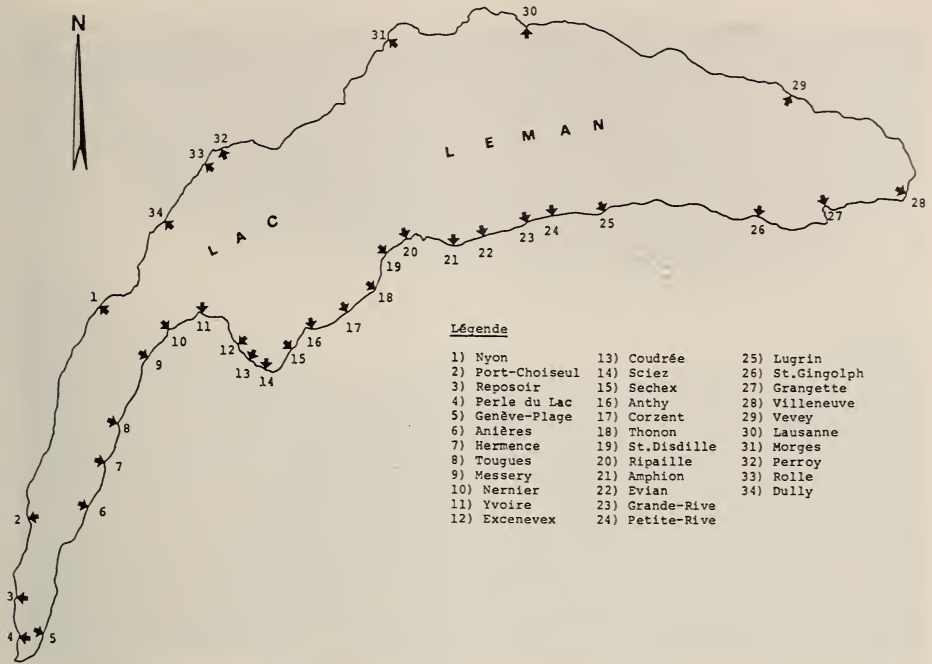 N
30
31
29
32
33
LEMAN
28
34
27
26
25
24
23
22
21
20
19
LAC
18
1
17
16
11
10
12
15
13
14
9
8
7
6
2
3
4
5
Légende
1) Nyon
2) Port-Choiseul
3) Reposoir
4) Perle du Lac
5) Genève-Plage
6) Anières
7) Hermence
8) Tougues
9) Messery
10) Nernier
11) Yvoire
12) Excenevex
13) Coudrée
14) Sciez
15) Sechex
16) Anthy
17) Corzent
18) Thonon
19) St.Disdille
20) Ripaille
21) Amphion
22) Evian
23) Grande-Rive
24) Petite-Rive
25) Lugrin
26) St.Gingolph
27) Grangette
28) Villeneuve
29) Vevey
30) Lausanne
31) Morges
32) Perroy
33) Rolle
34) Dully